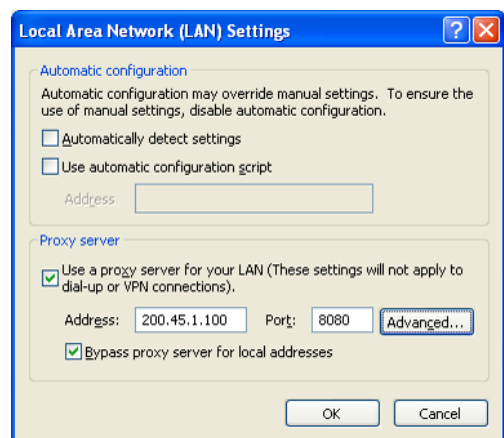 Local Area Network (LAN) Settings
Automatic configuration
Automatic configuration may override manual settings. To ensure the
use of manual settings, disable automatic configuration.
Automatically detect settings
Use automatic configuration script
Address
Proxy server
Use a proxy server for your LAN (These settings will not apply to
dial-up or VPN connections).
Address: 200.45.1.100 Port: 8080 Advanced...
Bypass proxy server for local addresses
OK Cancel